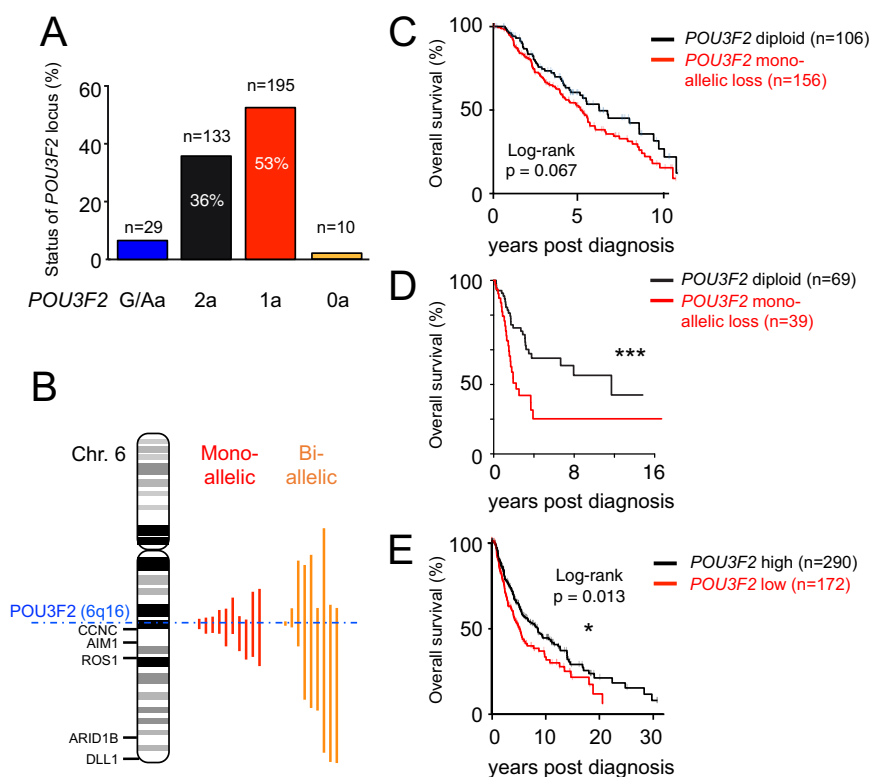 A
Status of POU3F2 locus (%)
60
40
20
0
n=29
n=133
36%
n=195
53%
n=10
POU3F2 G/Aa 2a 1a 0a
B
Chr. 6
Mono-
allelic
Bi-
allelic
POU3F2 (6q16)
CCNC
AIM1
ROS1
ARID1B
DLL1
C
Overall survival (%)
100
50
0
POU3F2 diploid (n=106)
POU3F2 mono-
allelic loss (n=156)
Log-rank
p = 0.067
0 5 10
years post diagnosis
D
Overall survival (%)
100
50
0
POU3F2 diploid (n=69)
POU3F2 mono-
allelic loss (n=39)
***
0 4 8 12 16
years post diagnosis
E
Overall survival (%)
100
50
0
POU3F2 high (n=290)
POU3F2 low (n=172)
Log-rank
p = 0.013
*
0 10 20 30
years post diagnosis